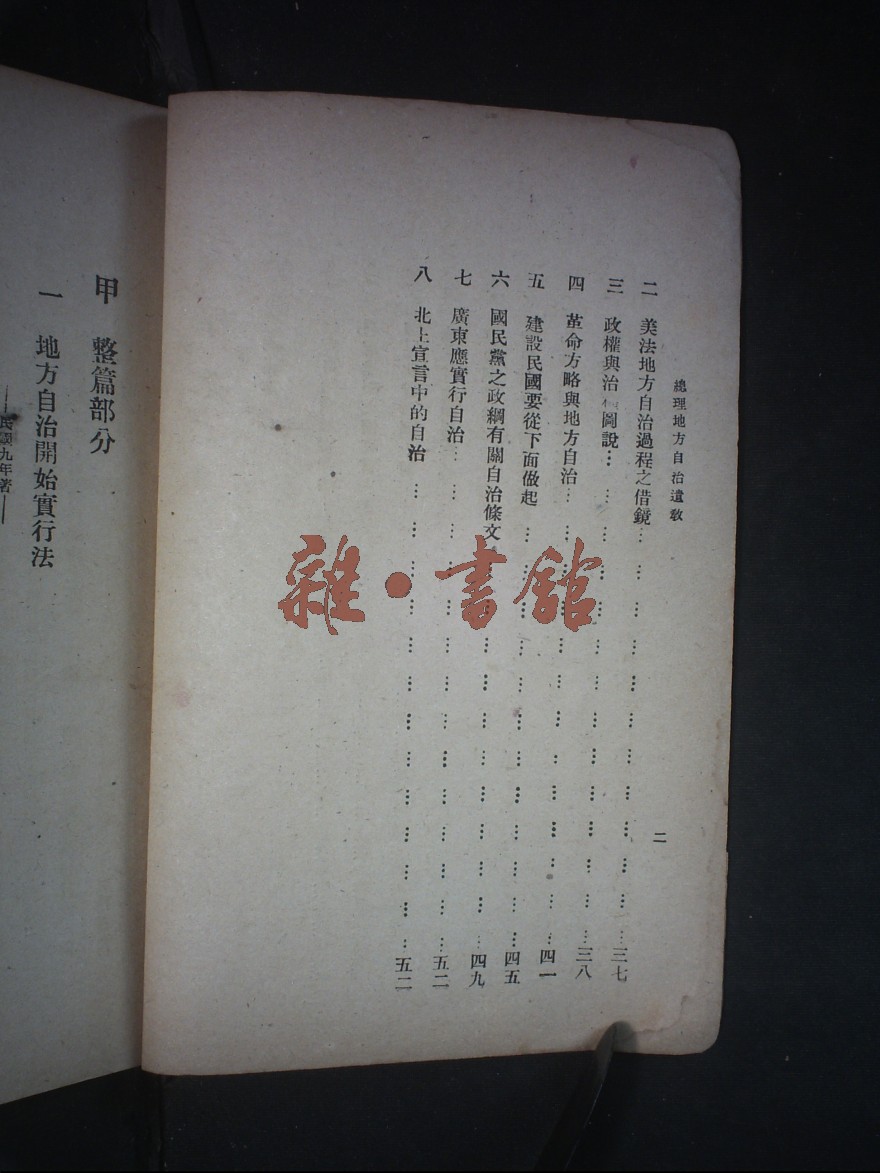 總理地方自治遺教
二
二 美法地方自治過程之借鏡 … … … … … … … … … … 三七
三 政權與治 圖說 … … … … … … … … … … 三八
四 革命方略與地方自治 … … … … … … … … … … 四一
五 建設民國要從下面做起 … … … … … … … … … 四五
六 國民黨之政綱有關自治條文 … … … … … … … … 四九
七 廣東應實行自治 … … … … … … … … … … 五二
八 北上宣言中的自治 … … … … … … … … … … 五二
甲 整篇部分
一 地方自治開始實行法
——民國九年著——
雜·書館